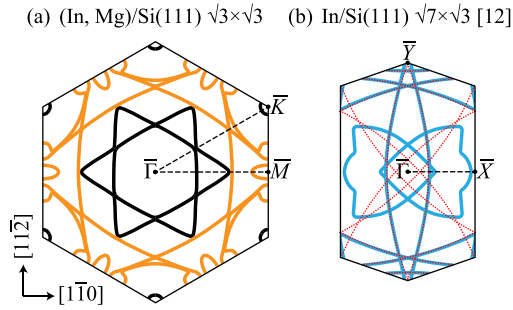 (a) (In, Mg)/Si(111) √3×√3
(b) In/Si(111) √7×√3 [12]
K̅
Γ̅
M̅
Y̅
Γ̅
X̅
[112̅]
[11̅0]